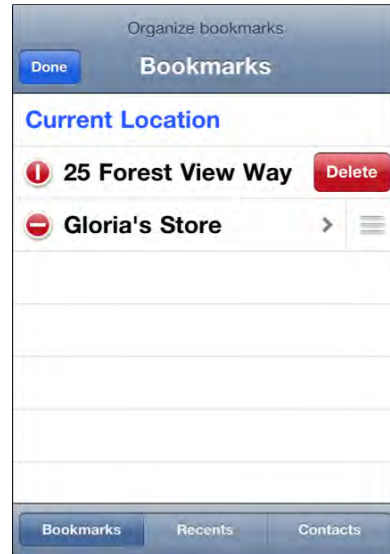 Organize bookmarks
Done Bookmarks
Current Location
25 Forest View Way Delete
Gloria's Store
Bookmarks Recents Contacts